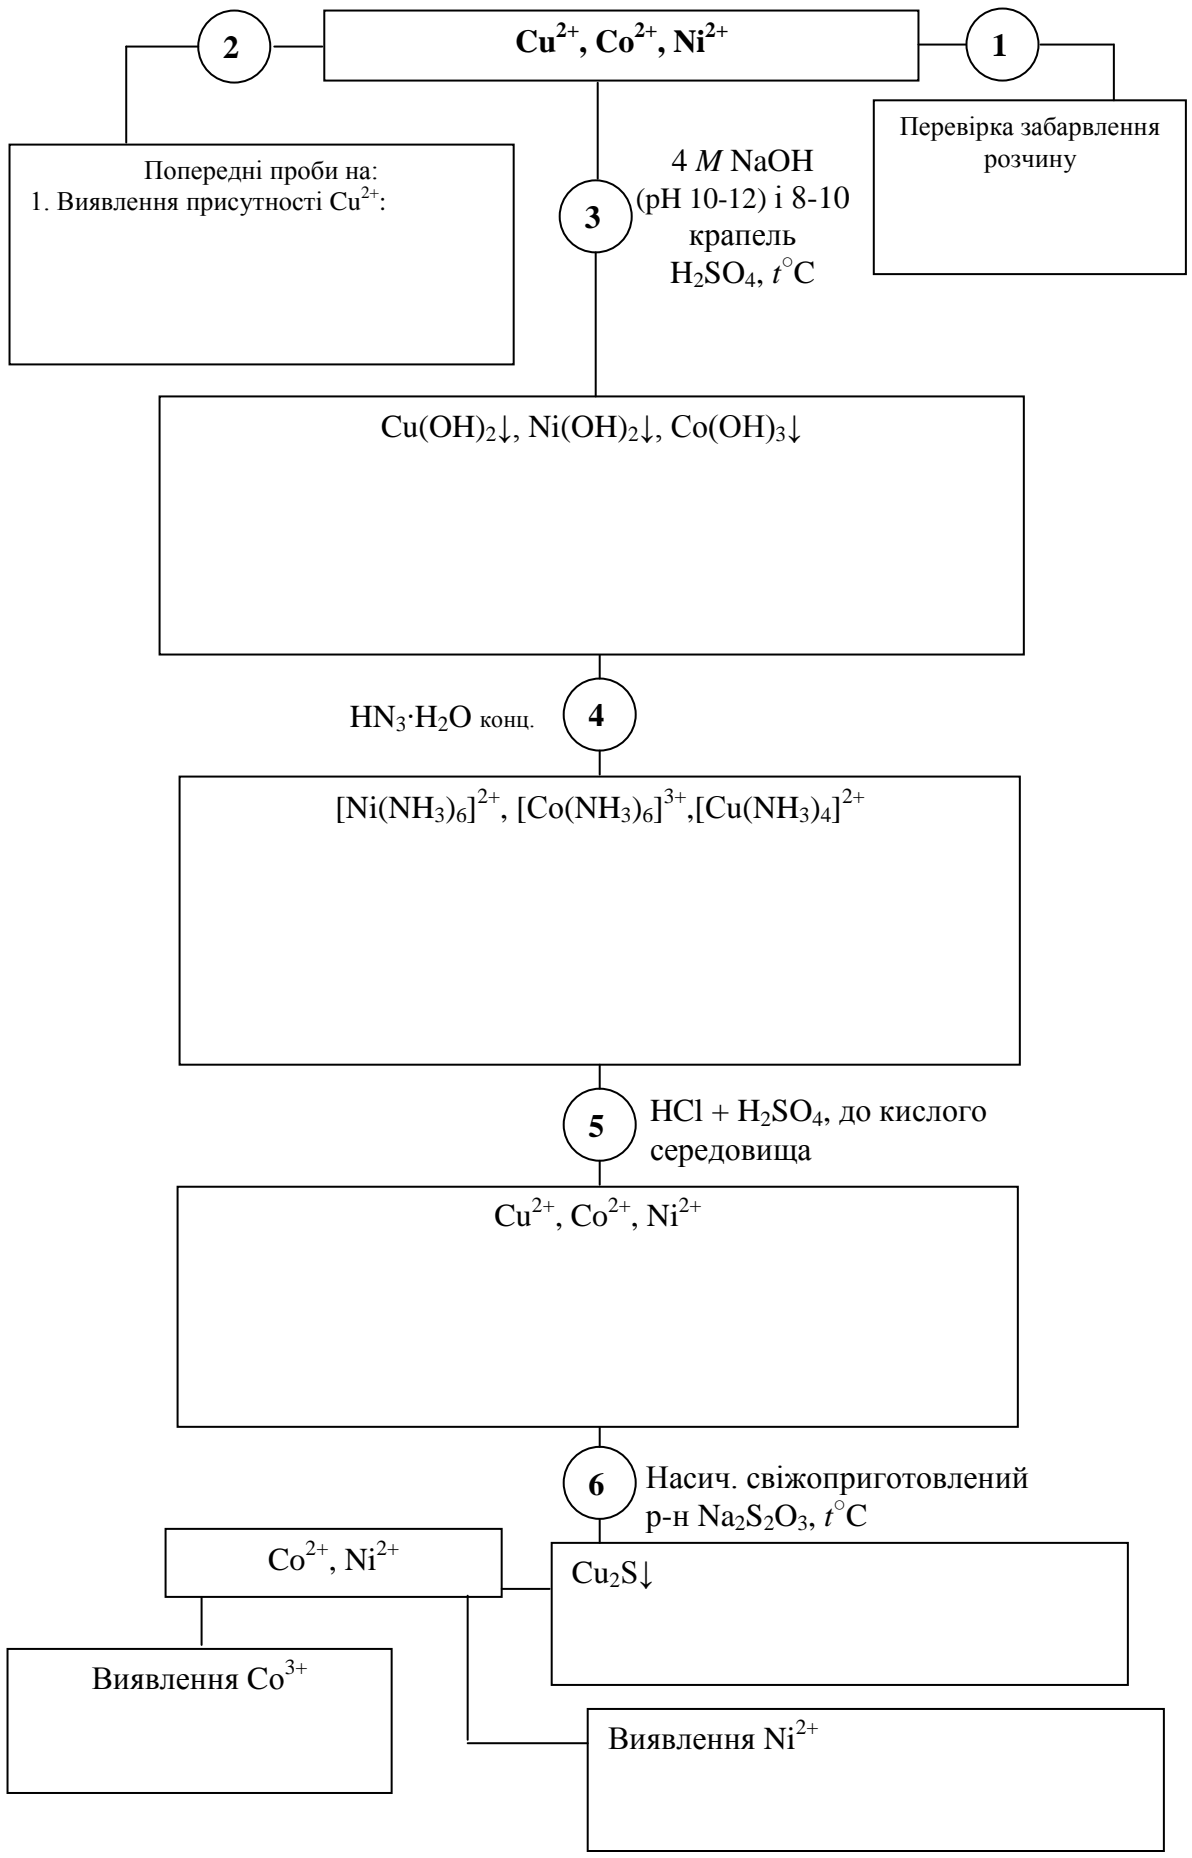 2
Cu²⁺, Co²⁺, Ni²⁺
1
Перевірка забарвлення
розчину
Попередні проби на:
1. Виявлення присутності Cu²⁺:
3
4 M NaOH
(pH 10-12) і 8-10
крапель
H₂SO₄, t°C
Cu(OH)₂↓, Ni(OH)₂↓, Co(OH)₃↓
HN₃·H₂O конц.
4
[Ni(NH₃)₆]²⁺, [Co(NH₃)₆]³⁺,[Cu(NH₃)₄]²⁺
5
HCl + H₂SO₄, до кислого
середовища
Cu²⁺, Co²⁺, Ni²⁺
6
Насич. свіжоприготовлений
р-н Na₂S₂O₃, t°C
Co²⁺, Ni²⁺
Cu₂S↓
Виявлення Co³⁺
Виявлення Ni²⁺